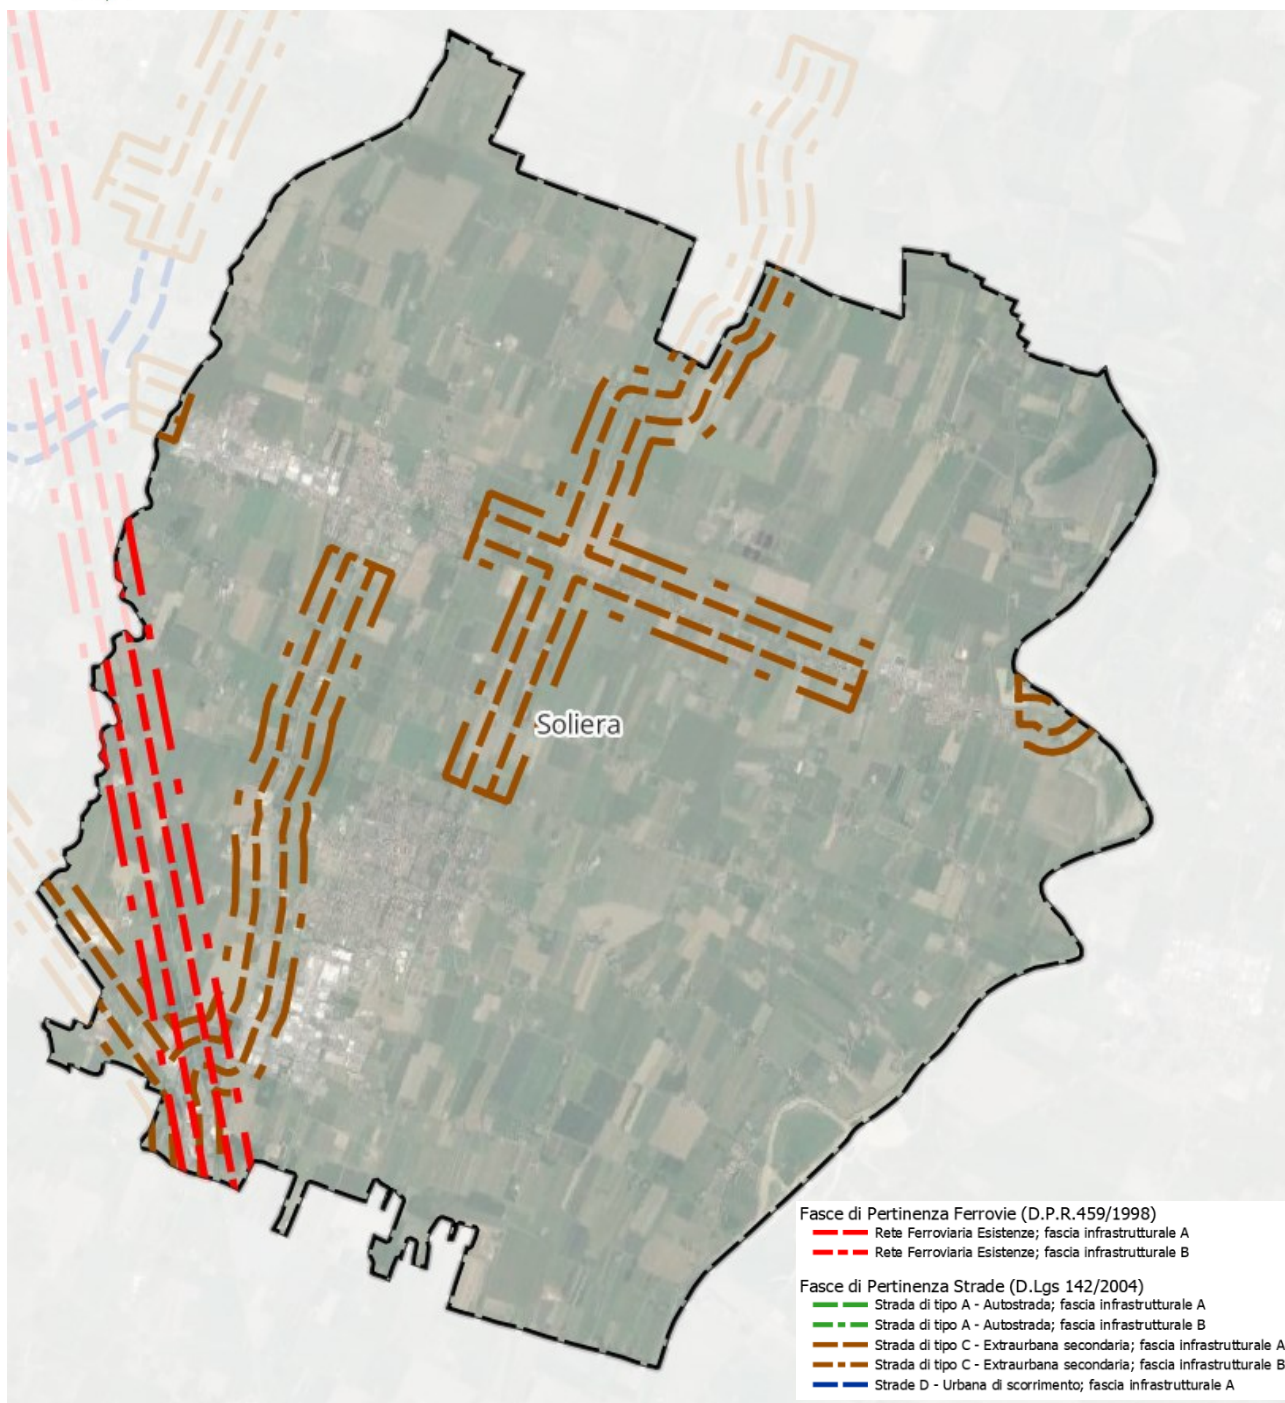 Soliera
Fasce di Pertinenza Ferrovie (D.P.R.459/1998)
Rete Ferroviaria Esistenze; fascia infrastrutturale A
Rete Ferroviaria Esistenze; fascia infrastrutturale B
Fasce di Pertinenza Strade (D.Lgs 142/2004)
Strada di tipo A - Autostrada; fascia infrastrutturale A
Strada di tipo A - Autostrada; fascia infrastrutturale B
Strada di tipo C - Extraurbana secondaria; fascia infrastrutturale A
Strada di tipo C - Extraurbana secondaria; fascia infrastrutturale B
Strade D - Urbana di scorrimento; fascia infrastrutturale A